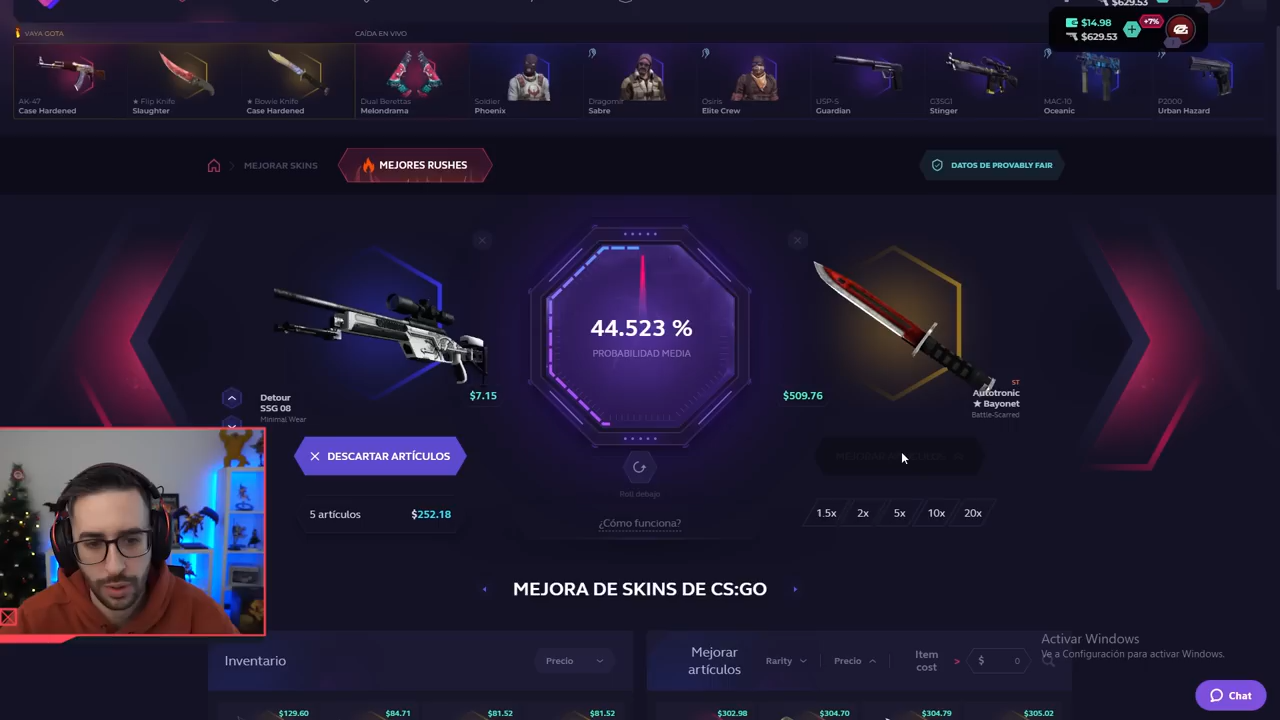 $629.53
$14.98
+7%
$629.53
VAYA GOTA
CAÍDA EN VIVO
AK-47
Case Hardened
★ Flip Knife
Slaughter
★ Bowie Knife
Case Hardened
Dual Berettas
Melondrama
Soldier
Phoenix
Dragomir
Sabre
Osiris
Elite Crew
USP-S
Guardian
G3SG1
Stinger
MAC-10
Oceanic
P2000
Urban Hazard
MEJORAR SKINS
MEJORES RUSHES
DATOS DE PROVABLY FAIR
44.523 %
PROBABILIDAD MEDIA
Detour
SSG 08
Minimal Wear
$7.15
$509.76
ST
Autotronic
★ Bayonet
Battle-Scarred
DESCARTAR ARTÍCULOS
5 artículos
$252.18
Roll debajo
¿Cómo funciona?
1.5x
2x
5x
10x
20x
MEJORA DE SKINS DE CS:GO
Inventario
Precio
Mejorar
artículos
Rarity
Precio
Item
cost
>
$
0
Activar Windows
Ve a Configuración para activar Windows.
Chat
$129.60
$84.71
$81.52
$81.52
$302.98
$304.70
$304.79
$305.02